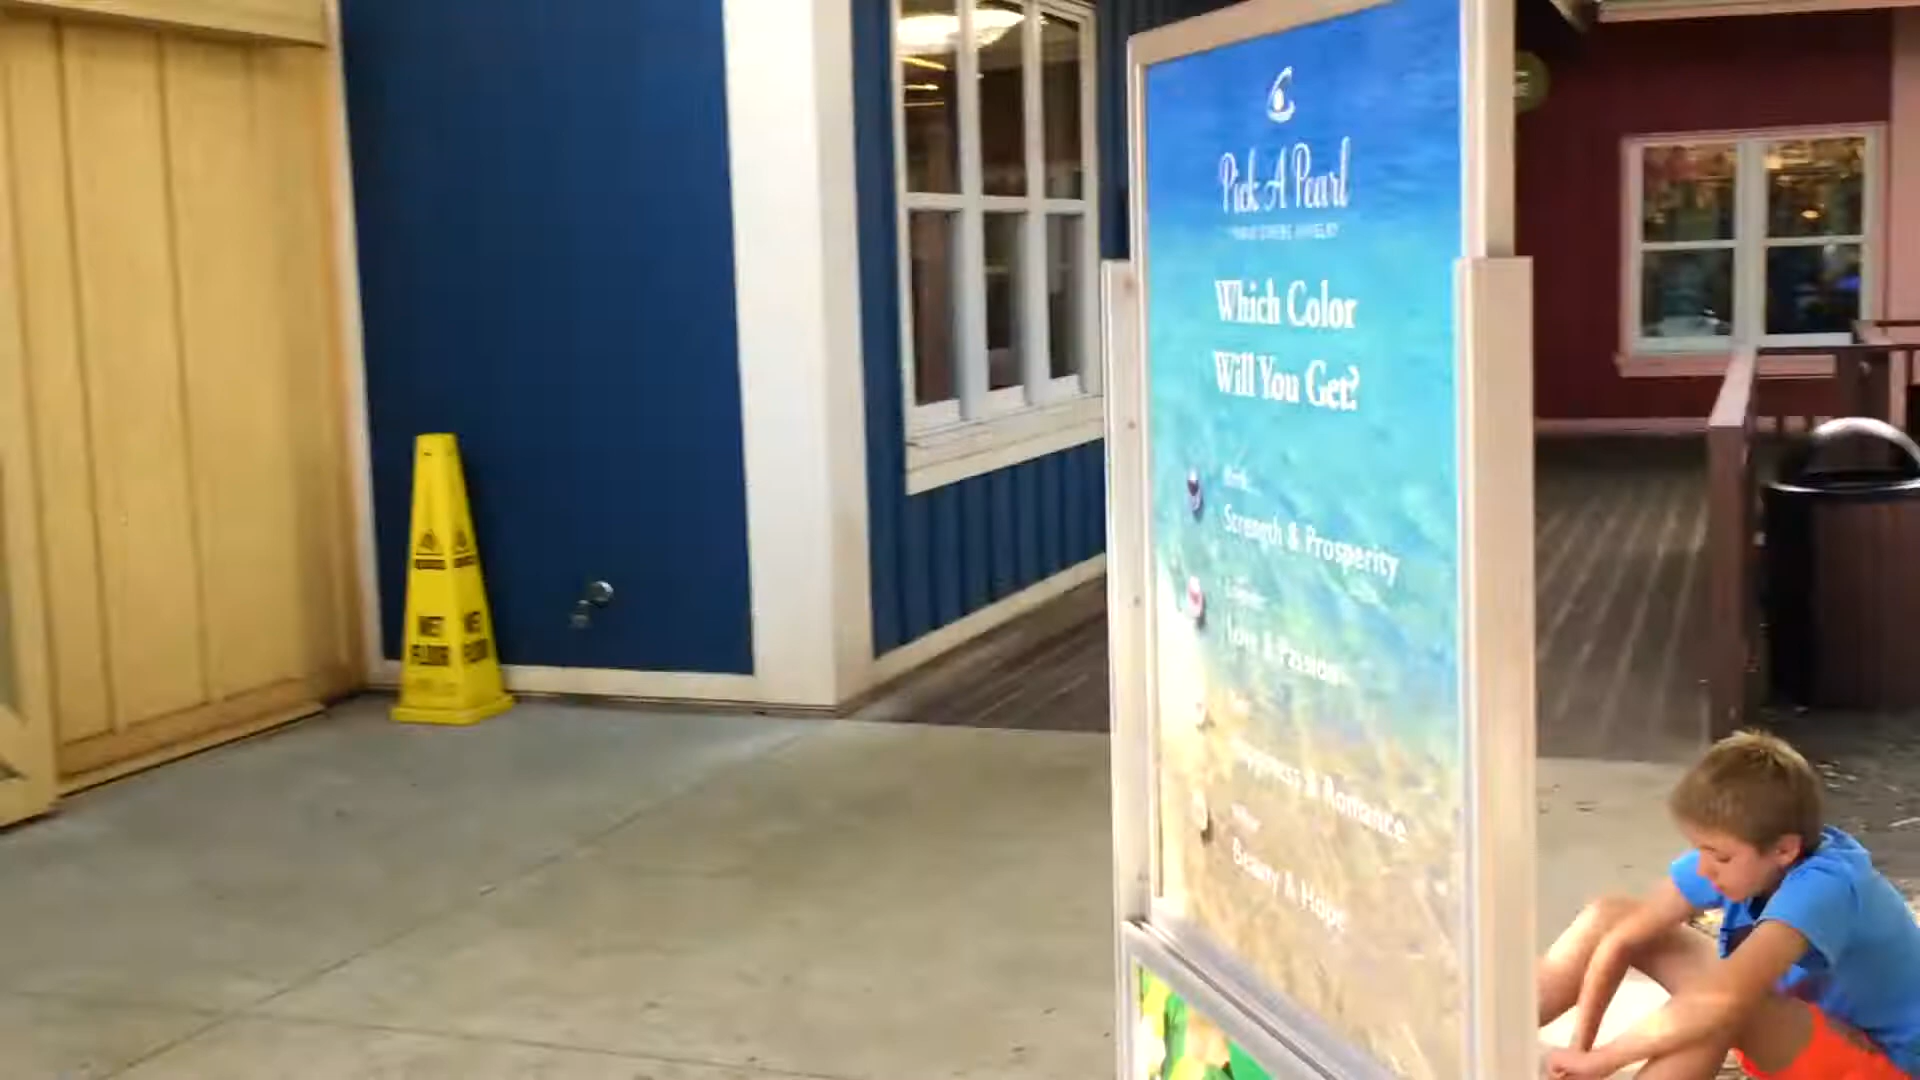 WET
FLOOR
WET
FLOOR
Pick A Pearl
Which Color
Will You Get?
Strength & Prosperity
Love & Passion
Happiness & Romance
Beauty & Hope